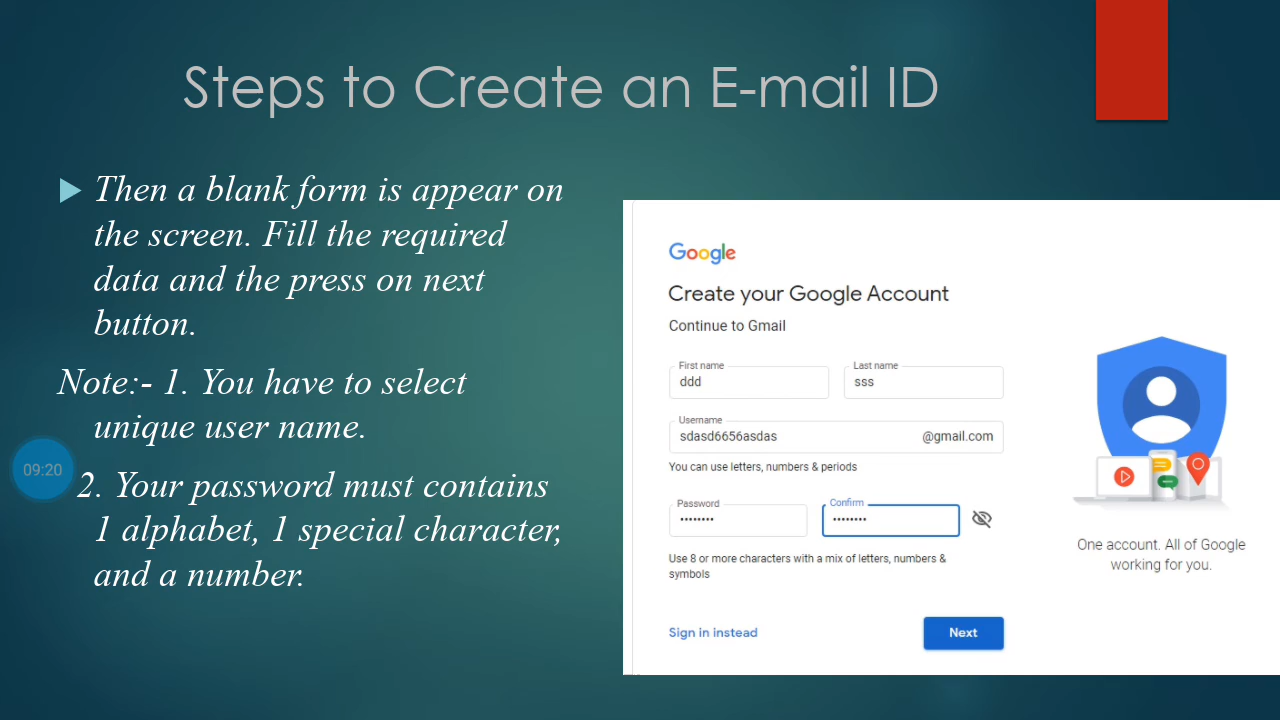 Steps to Create an E-mail ID
Then a blank form is appear on
the screen. Fill the required
data and the press on next
button.
Note:- 1. You have to select
unique user name.
2. Your password must contains
1 alphabet, 1 special character,
and a number.
09:20
Google
Create your Google Account
Continue to Gmail
First name
ddd
Last name
sss
Username
sdasd6656asdas @gmail.com
You can use letters, numbers & periods
Password
••••••••
Confirm
••••••••
Use 8 or more characters with a mix of letters, numbers &
symbols
Sign in instead
Next
One account. All of Google
working for you.